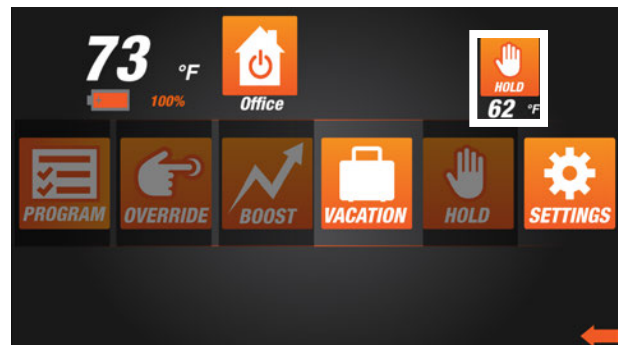 73 °F
100%
Office
HOLD
62 °F
PROGRAM OVERRIDE BOOST VACATION HOLD SETTINGS